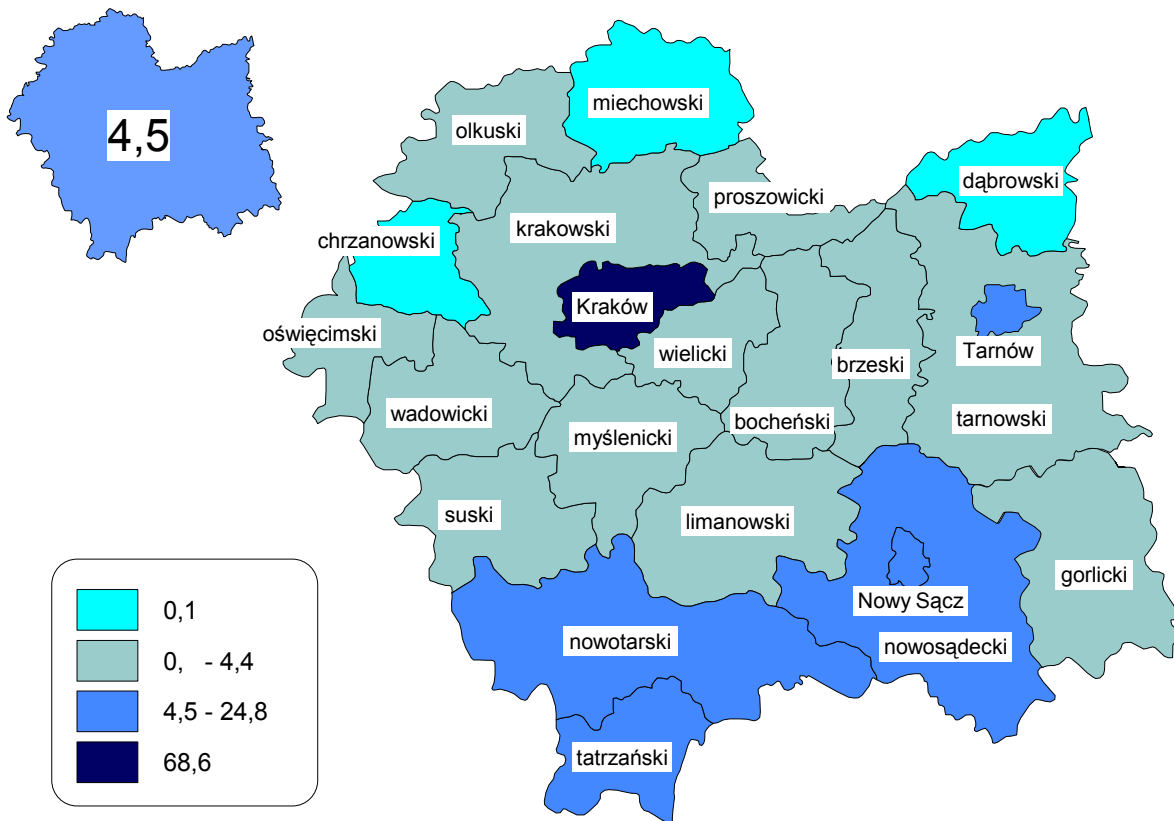 4,5
miechowski
olkuski
dąbrowski
proszowicki
chrzanowski
krakowski
Kraków
oświęcimski
wielicki
Tarnów
brzeski
wadowicki
bocheński
tarnowski
myślenicki
suski
limanowski
gorlicki
Nowy Sącz
nowotarski
nowosądecki
tatrzański
0,1
0, - 4,4
4,5 - 24,8
68,6